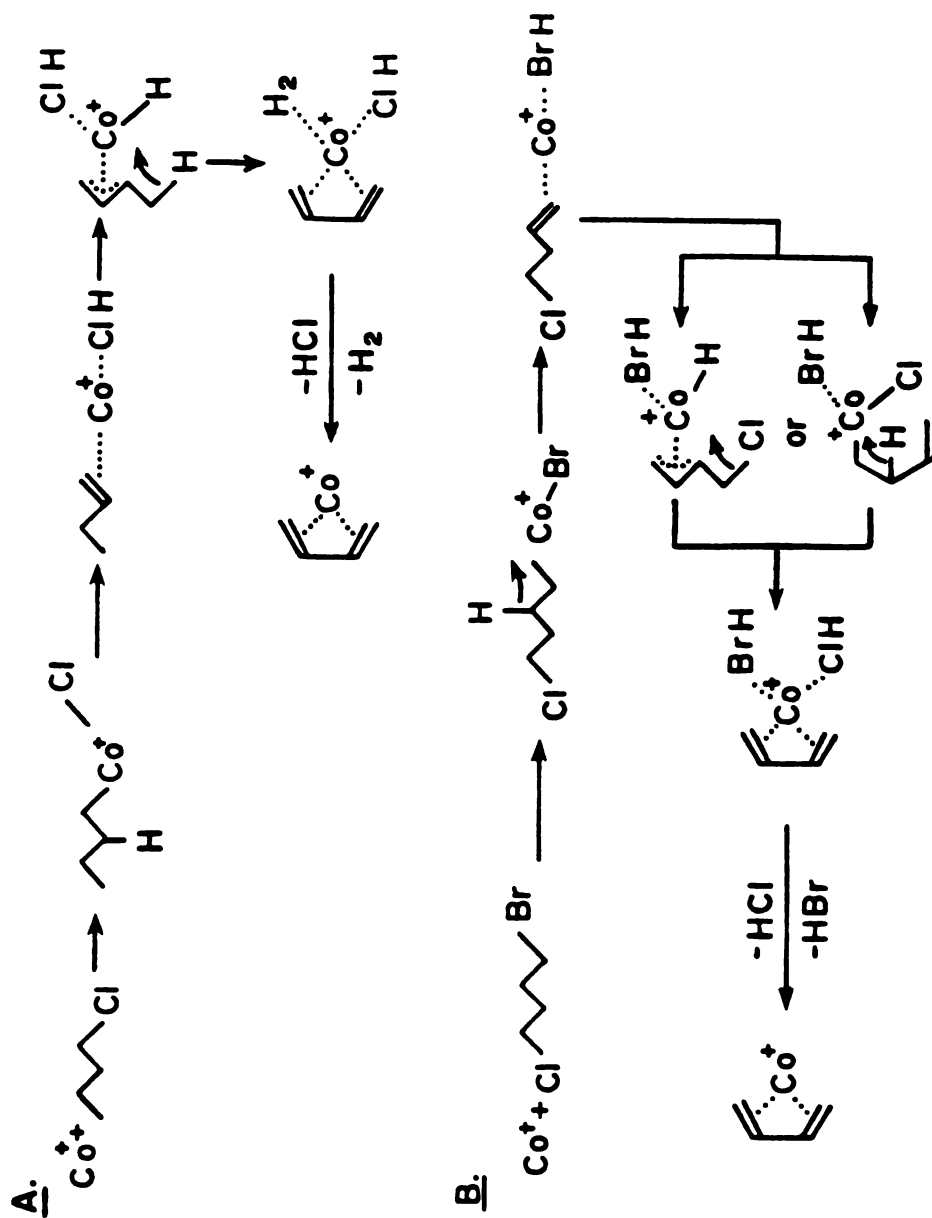 A.
Co⁺ +
Cl
H
Co⁺
Cl
Co⁺
ClH
ClH
Co⁺
H
H
H₂
Co⁺
ClH
-HCl
-H₂
Co⁺
B.
Co⁺ + Cl
Br
Cl
H
Co⁺
Br
Cl
Co⁺
BrH
BrH
Co⁺
H
Cl
or
BrH
Co⁺
H
Cl
BrH
Co⁺
ClH
-HCl
-HBr
Co⁺